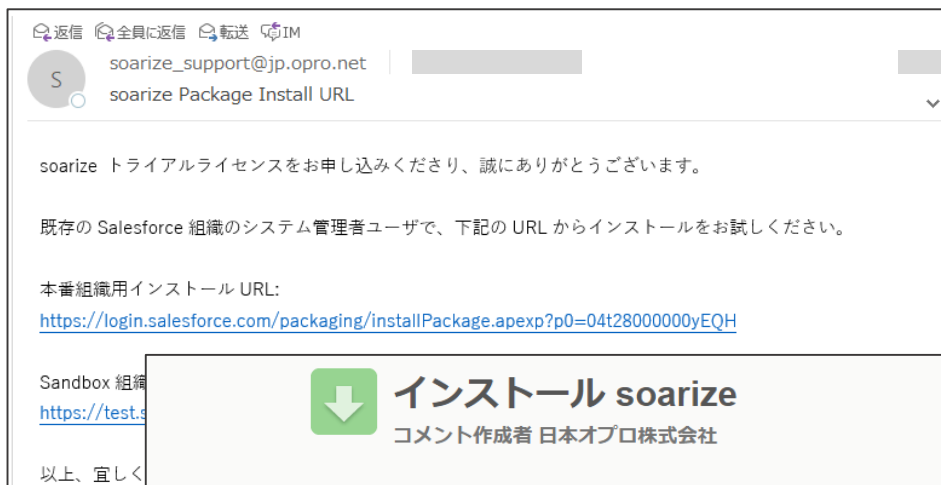 返信 全員に返信 転送 IM
S
soarize_support@jp.opro.net
soarize Package Install URL
soarize トライアルライセンスをお申し込みくださり、誠にありがとうございます。
既存の Salesforce 組織のシステム管理者ユーザで、下記の URL からインストールをお試しください。
本番組織用インストール URL:
https://login.salesforce.com/packaging/installPackage.apexp?p0=04t28000000yEQH
Sandbox 組織
https://test.s
以上、宜しく
インストール soarize
コメント作成者 日本オプロ株式会社